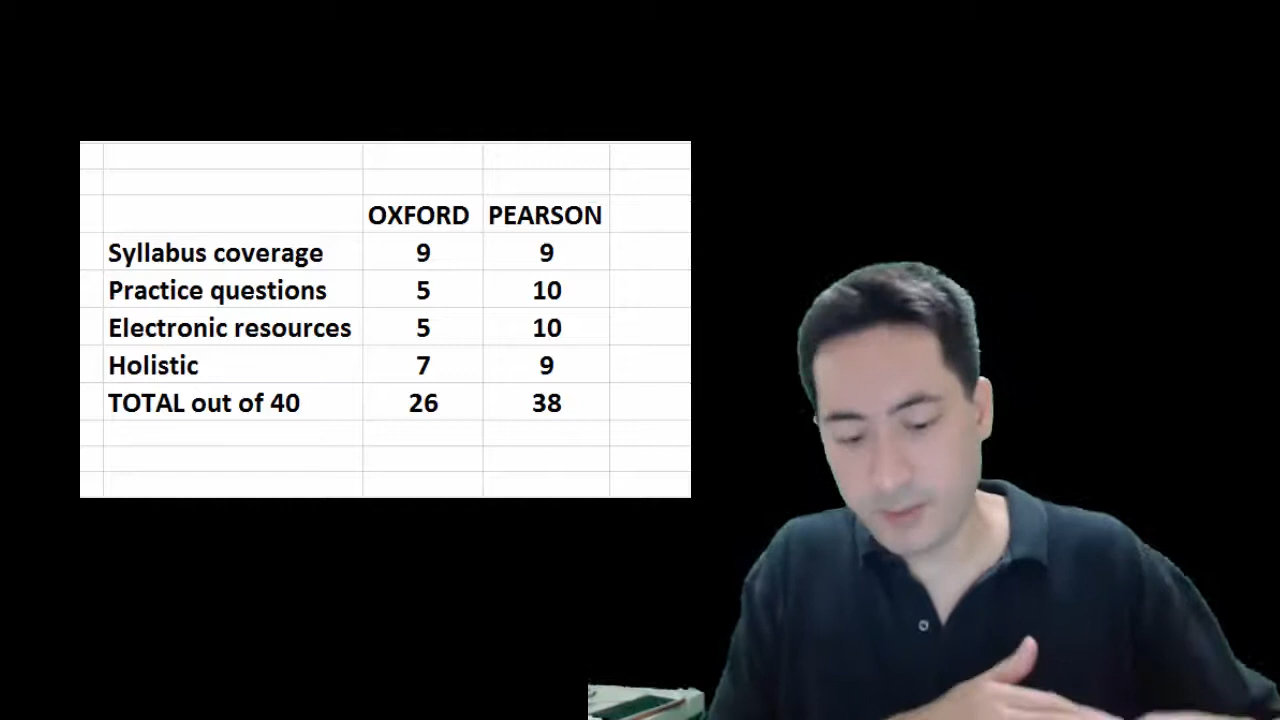 OXFORD PEARSON
Syllabus coverage 9 9
Practice questions 5 10
Electronic resources 5 10
Holistic 7 9
TOTAL out of 40 26 38